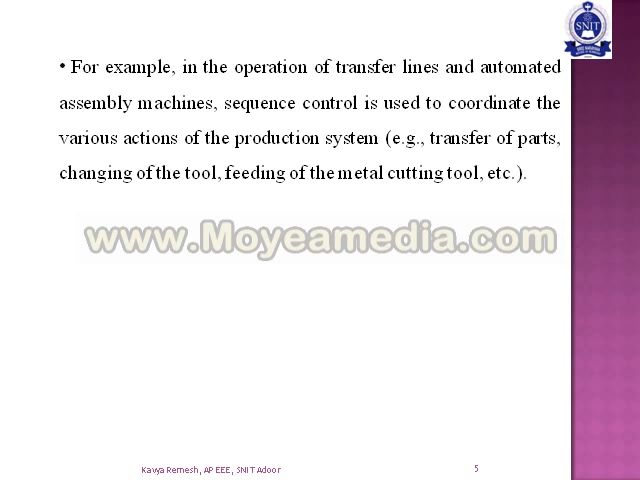 SNIT
• For example, in the operation of transfer lines and automated
assembly machines, sequence control is used to coordinate the
various actions of the production system (e.g., transfer of parts,
changing of the tool, feeding of the metal cutting tool, etc.).
www.Moyeamedia.com
Kavya Remesh, AP EEE, SNIT Adoor
5